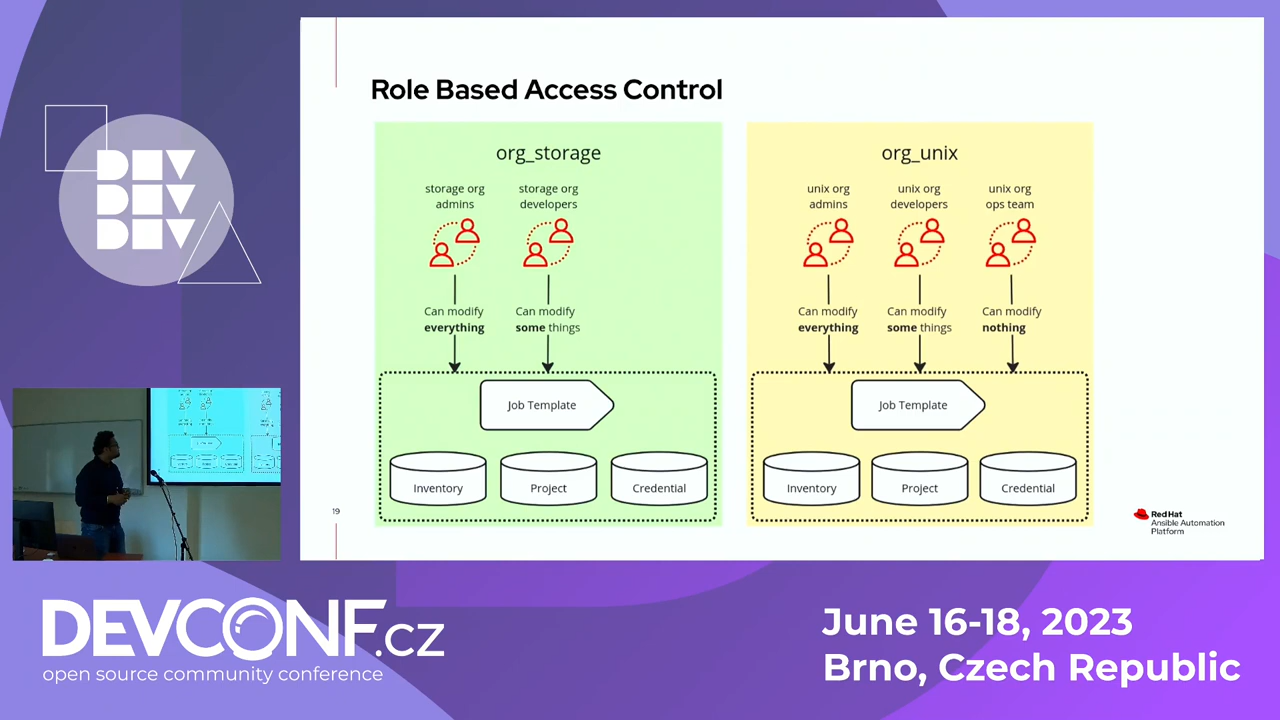 Role Based Access Control
org_storage
storage org
admins
storage org
developers
Can modify
everything
Can modify
some things
Job Template
Inventory
Project
Credential
org_unix
unix org
admins
unix org
developers
unix org
ops team
Can modify
everything
Can modify
some things
Can modify
nothing
Job Template
Inventory
Project
Credential
19
Red Hat
Ansible Automation
Platform
DEV
DEV
DEV
DEVCONF.cz
open source community conference
June 16-18, 2023
Brno, Czech Republic